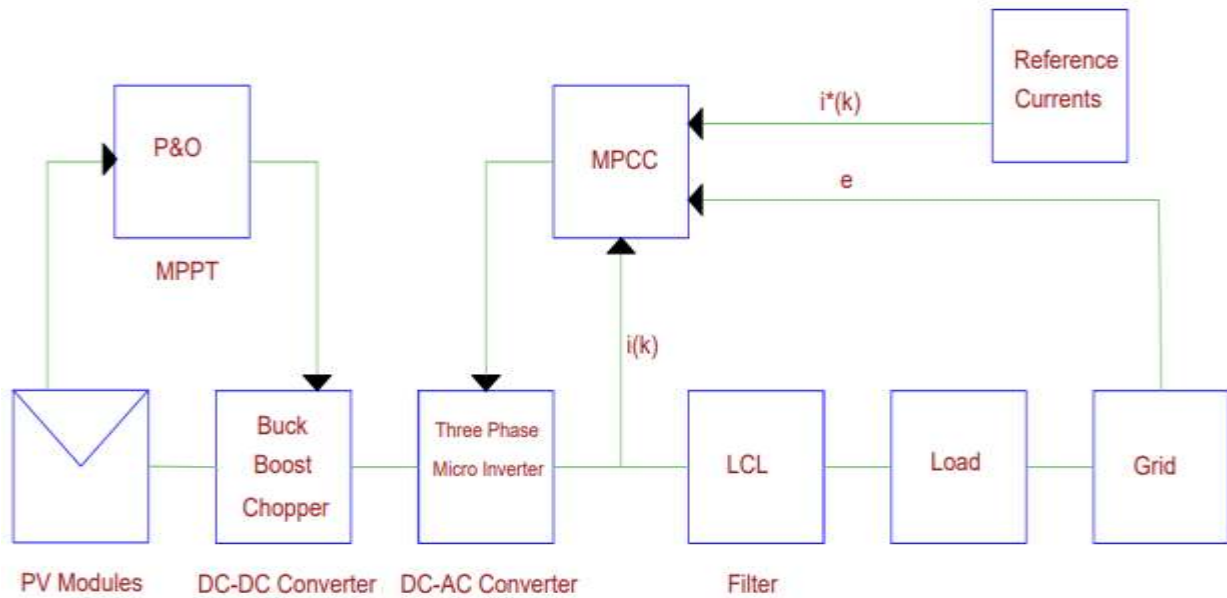 Reference
Currents
i*(k)
P&O
MPCC
e
MPPT
i(k)
Buck
Boost
Chopper
Three Phase
Micro Inverter
LCL
Load
Grid
PV Modules
DC-DC Converter
DC-AC Converter
Filter